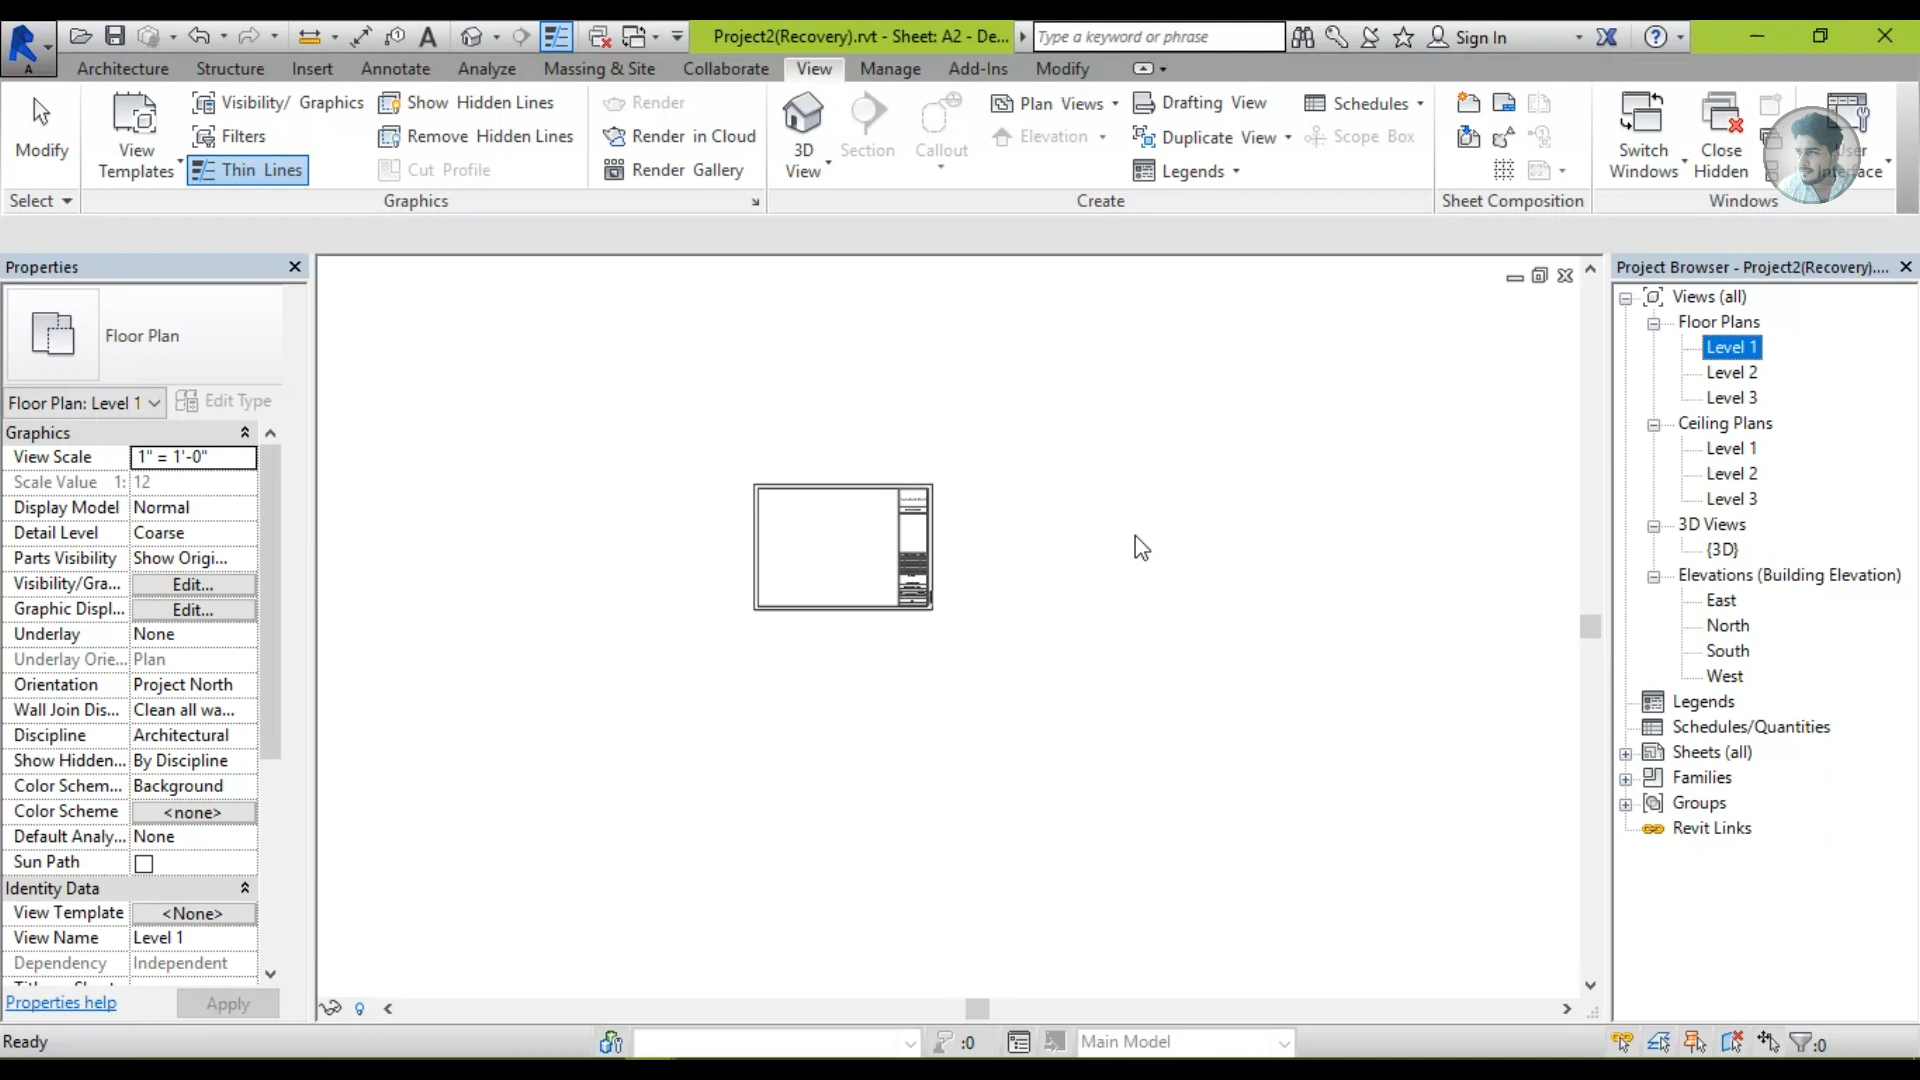 Project2(Recovery).rvt - Sheet: A2 - De...
Type a keyword or phrase
Sign In
Architecture Structure Insert Annotate Analyze Massing & Site Collaborate View Manage Add-Ins Modify
Modify
View Templates
Visibility/ Graphics
Filters
Thin Lines
Show Hidden Lines
Remove Hidden Lines
Cut Profile
Render
Render in Cloud
Render Gallery
3D View
Section
Callout
Plan Views
Elevation
Drafting View
Duplicate View
Legends
Schedules
Scope Box
Switch Windows
Close Hidden
User Interface
Select
Graphics
Create
Sheet Composition
Windows
Properties
Floor Plan
Floor Plan: Level 1
Edit Type
Graphics
View Scale 1" = 1'-0"
Scale Value 1: 12
Display Model Normal
Detail Level Coarse
Parts Visibility Show Origi...
Visibility/Gra... Edit...
Graphic Displ... Edit...
Underlay None
Underlay Orie... Plan
Orientation Project North
Wall Join Dis... Clean all wa...
Discipline Architectural
Show Hidden... By Discipline
Color Schem... Background
Color Scheme <none>
Default Analy... None
Sun Path
Identity Data
View Template <None>
View Name Level 1
Dependency Independent
Properties help
Apply
Project Browser - Project2(Recovery)....
Views (all)
Floor Plans
Level 1
Level 2
Level 3
Ceiling Plans
Level 1
Level 2
Level 3
3D Views
{3D}
Elevations (Building Elevation)
East
North
South
West
Legends
Schedules/Quantities
Sheets (all)
Families
Groups
Revit Links
Ready
:0
Main Model
:0